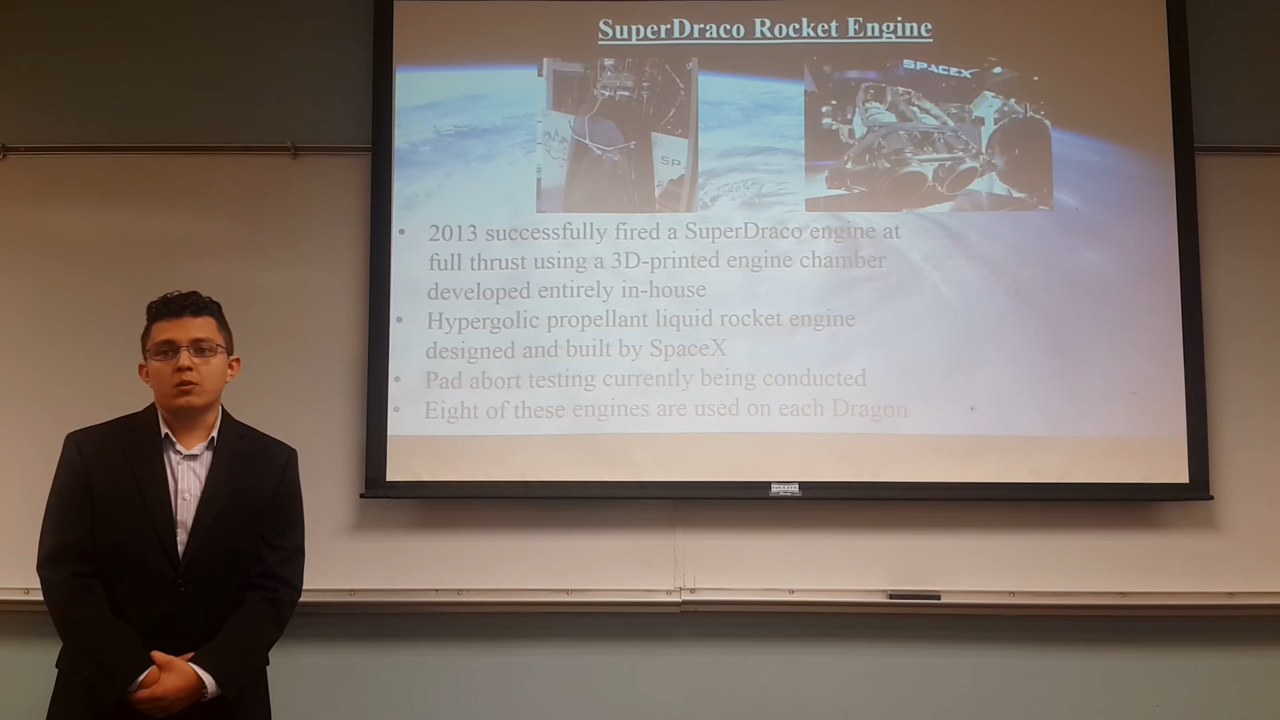 SuperDraco Rocket Engine
SPACEX
SP
• 2013 successfully fired a SuperDraco engine at
full thrust using a 3D-printed engine chamber
developed entirely in-house
• Hypergolic propellant liquid rocket engine
designed and built by SpaceX
• Pad abort testing currently being conducted
• Eight of these engines are used on each Dragon